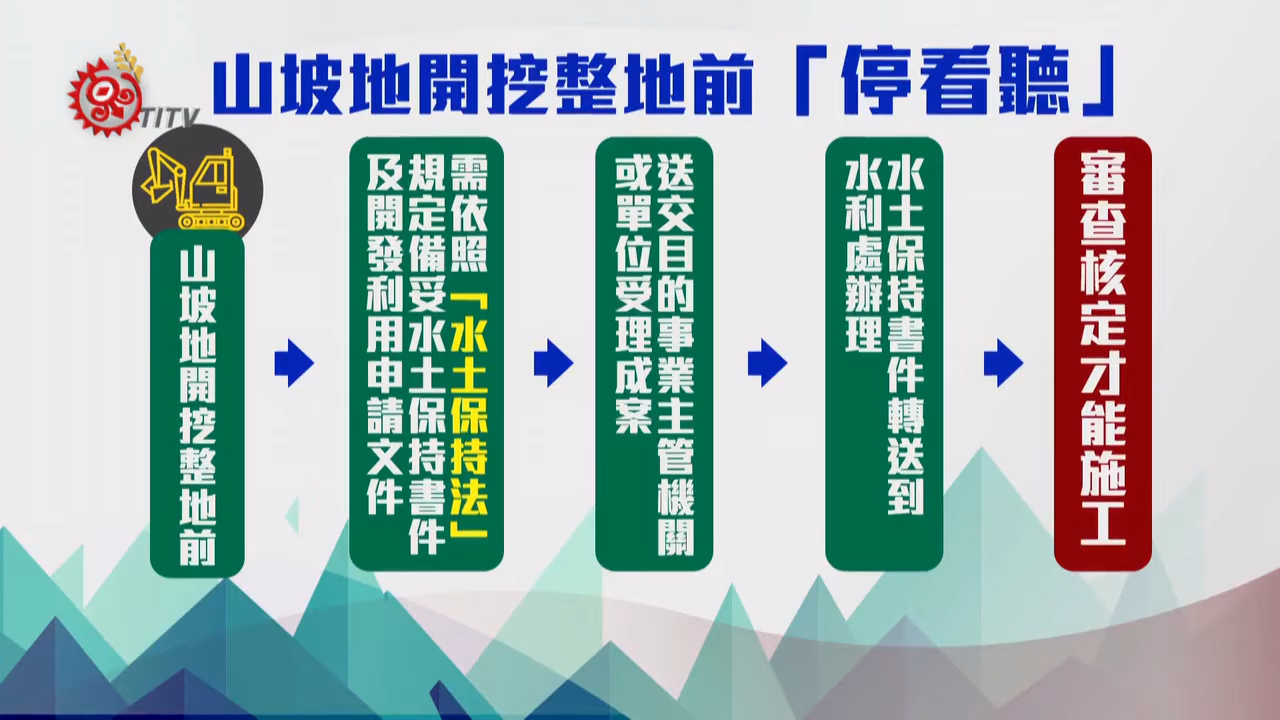 山坡地開挖整地前「停看聽」
TITV
山坡地開挖整地前
需依照「水土保持法」
規定備妥水土保持書件
及開發利用申請文件
送交目的事業主管機關
或單位受理成案
水土保持書件轉送到
水利處辦理
審查核定才能施工